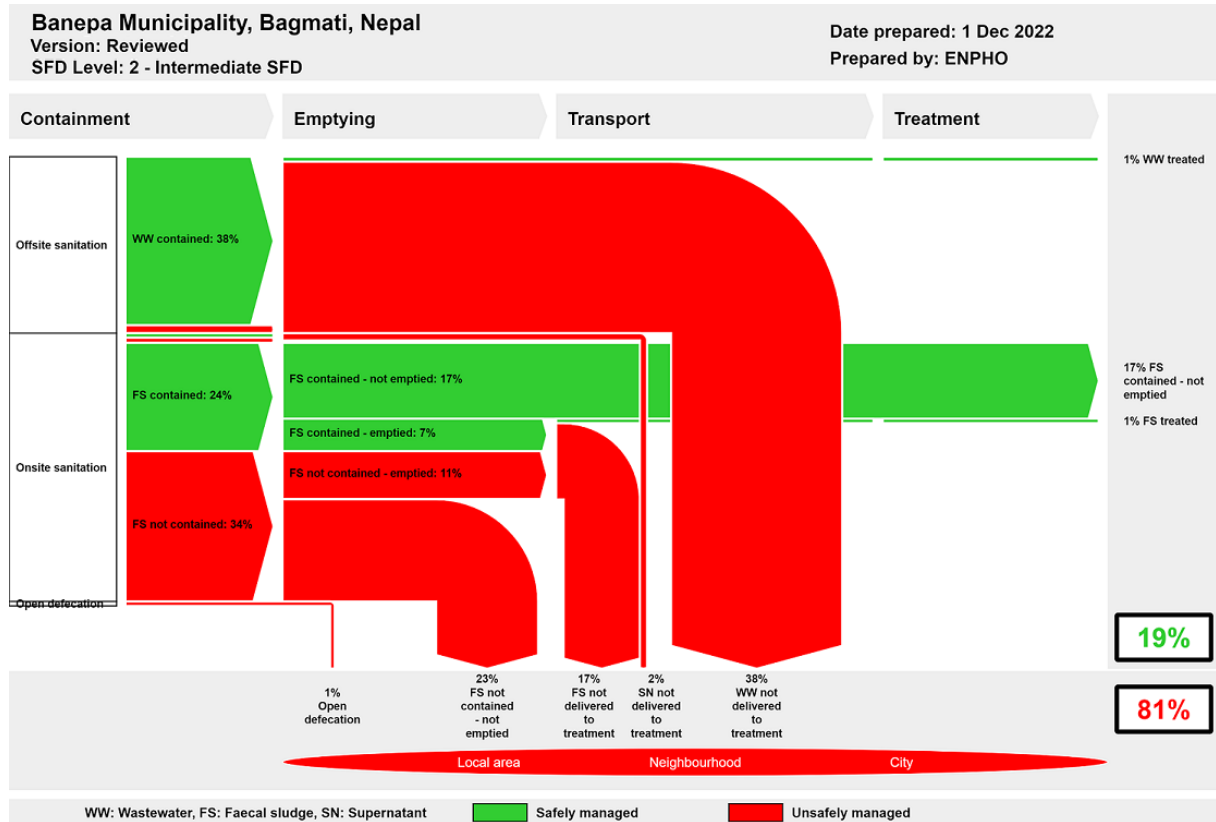 Banepa Municipality, Bagmati, Nepal
Version: Reviewed
SFD Level: 2 - Intermediate SFD
Date prepared: 1 Dec 2022
Prepared by: ENPHO
Containment
Emptying
Transport
Treatment
Offsite sanitation
WW contained: 38%
1% WW treated
FS contained - not emptied: 17%
17% FS
contained - not
emptied
FS contained: 24%
1% FS treated
FS contained - emptied: 7%
Onsite sanitation
FS not contained - emptied: 11%
FS not contained: 34%
Open defecation
19%
81%
1%
Open
defecation
23%
FS not
contained
- not
emptied
17%
FS not
delivered
to
treatment
2%
SN not
delivered
to
treatment
38%
WW not
delivered
to
treatment
Local area
Neighbourhood
City
WW: Wastewater, FS: Faecal sludge, SN: Supernatant
Safely managed
Unsafely managed